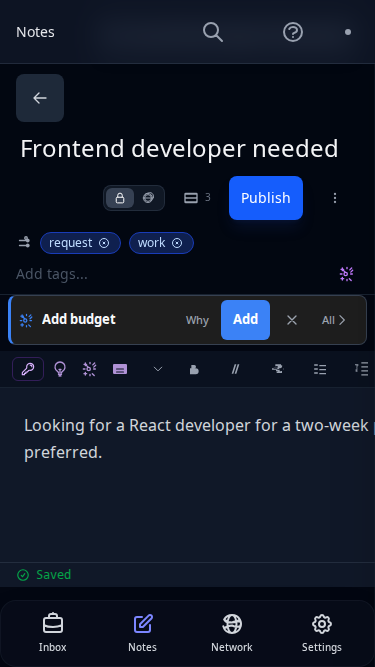 Notes
Frontend developer needed
3
Publish
request
work
Add tags...
Add budget
Why
Add
All
Looking for a React developer for a two-week
preferred.
Saved
Inbox
Notes
Network
Settings